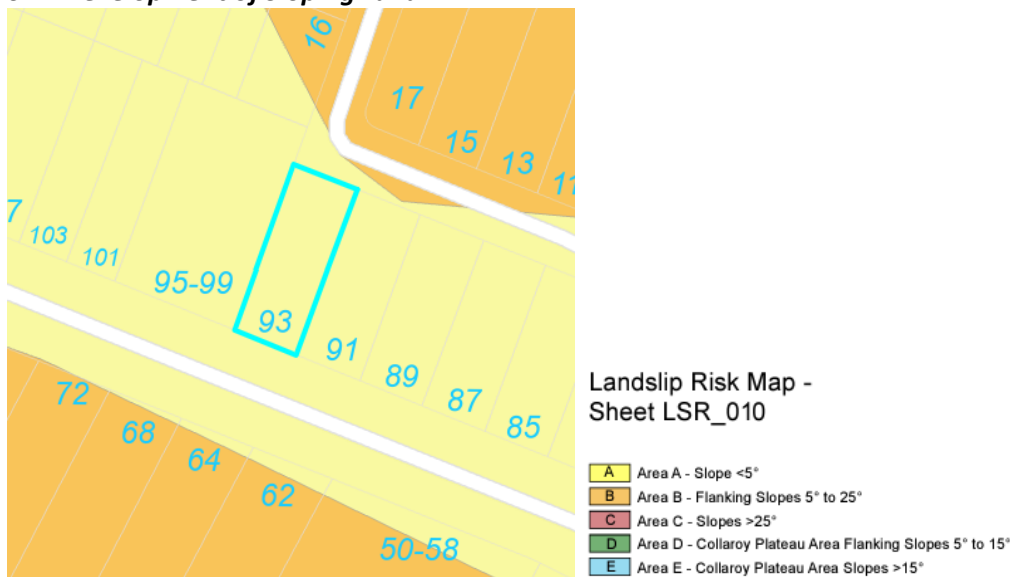 16
17
15
13
11
7
103
101
95-99
93
91
89
87
85
72
68
64
62
50-58
Landslip Risk Map -
Sheet LSR_010
A Area A - Slope <5°
B Area B - Flanking Slopes 5° to 25°
C Area C - Slopes >25°
D Area D - Collaroy Plateau Area Flanking Slopes 5° to 15°
E Area E - Collaroy Plateau Area Slopes >15°